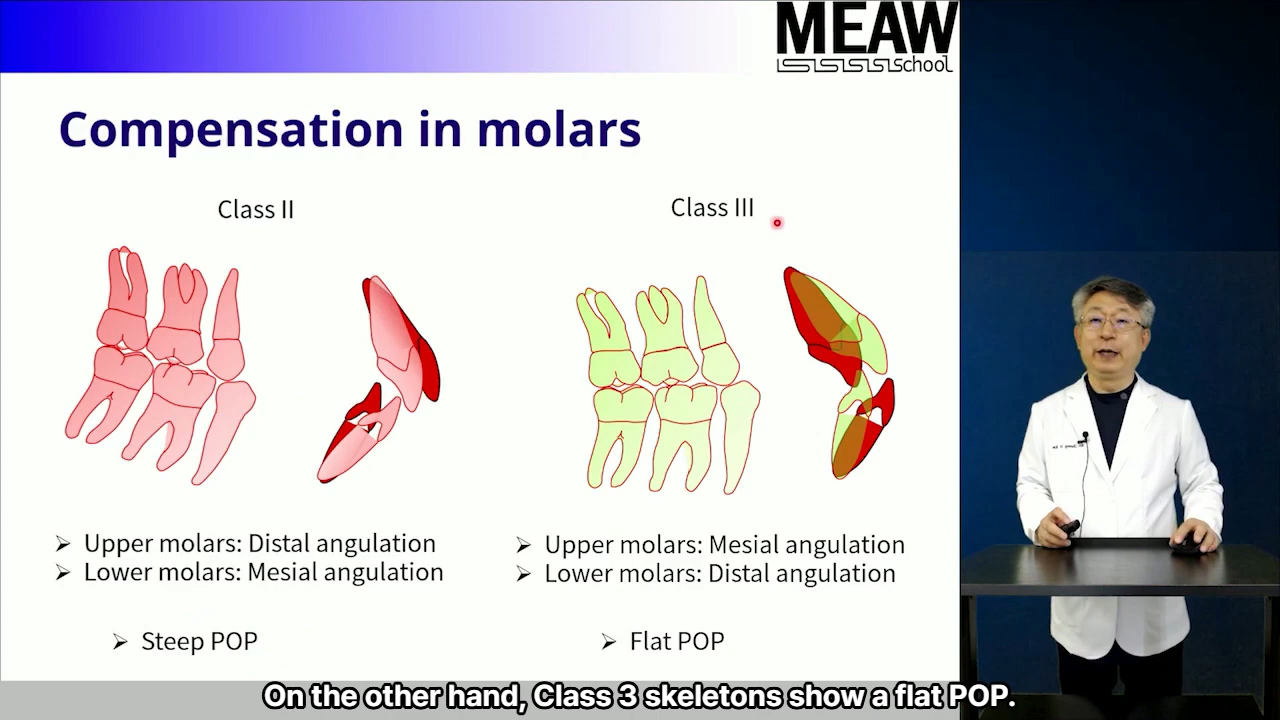 MEAW
school
Compensation in molars
Class II
Class III
➢ Upper molars: Distal angulation
➢ Lower molars: Mesial angulation
➢ Steep POP
➢ Upper molars: Mesial angulation
➢ Lower molars: Distal angulation
➢ Flat POP
On the other hand, Class 3 skeletons show a flat POP.